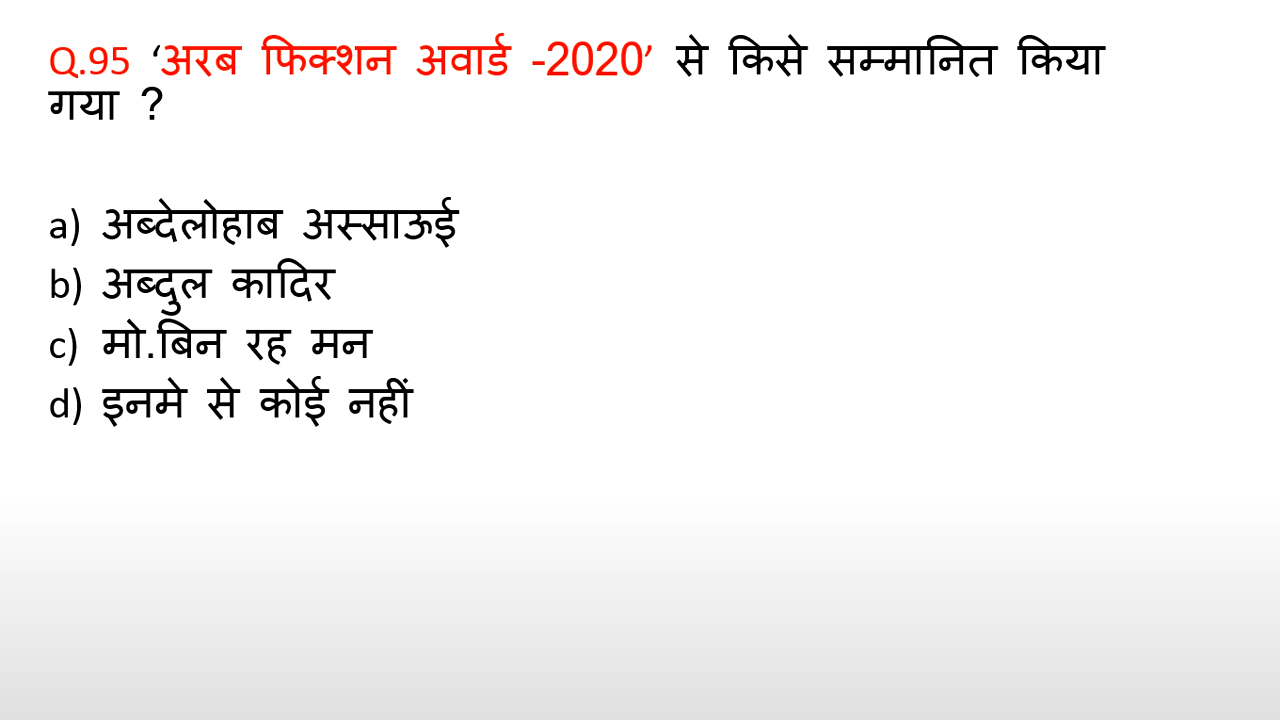 Q.95 ‘अरब फिक्शन अवार्ड -2020’ से किसे सम्मानित किया
गया ?
a) अब्देलोहाब अस्साऊई
b) अब्दुल कादिर
c) मो.बिन रह मन
d) इनमे से कोई नहीं